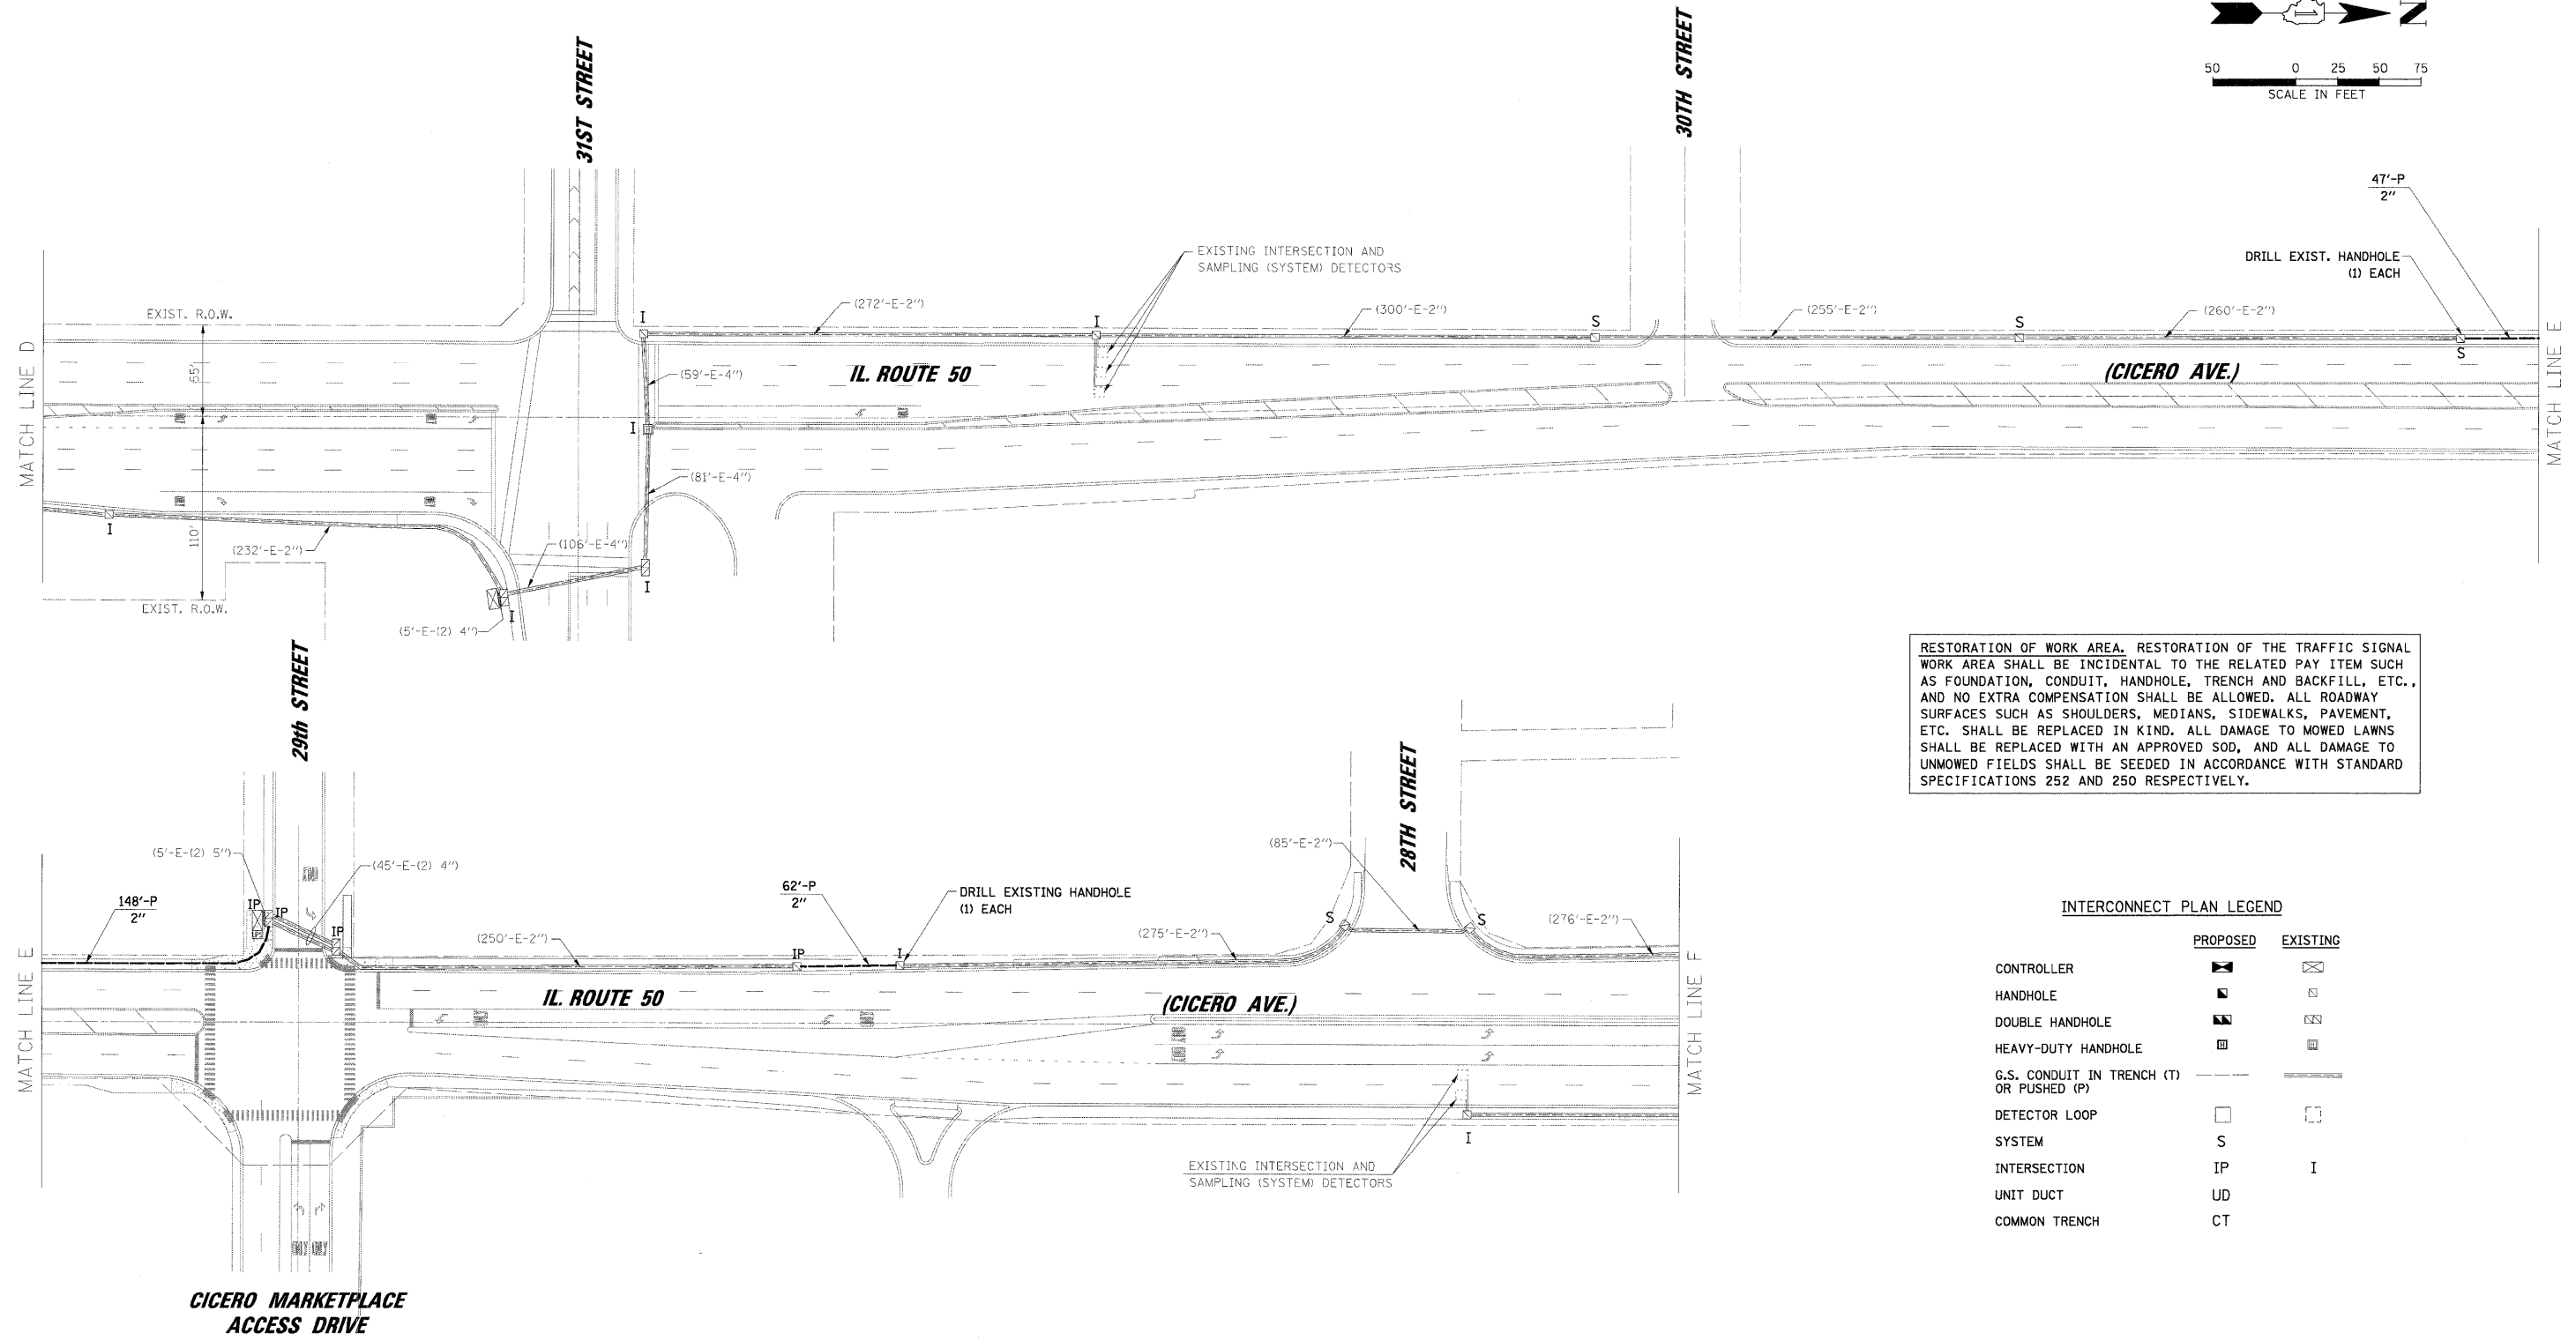 N
50 0 25 50 75
SCALE IN FEET
31ST STREET
30TH STREET
47'-P
2"
EXISTING INTERSECTION AND
SAMPLING (SYSTEM) DETECTORS
DRILL EXIST. HANDHOLE
(1) EACH
MATCH LINE D
EXIST. R.O.W.
65'
110'
EXIST. R.O.W.
I
(272'-E-2")
I
(300'-E-2")
S
(255'-E-2")
S
(260'-E-2")
S
(59'-E-4")
IL. ROUTE 50
(CICERO AVE.)
MATCH LINE E
I
H
(81'-E-4")
I
(232'-E-2")
(106'-E-4")
I
I
(5'-E-(2) 4")
RESTORATION OF WORK AREA. RESTORATION OF THE TRAFFIC SIGNAL
WORK AREA SHALL BE INCIDENTAL TO THE RELATED PAY ITEM SUCH
AS FOUNDATION, CONDUIT, HANDHOLE, TRENCH AND BACKFILL, ETC.,
AND NO EXTRA COMPENSATION SHALL BE ALLOWED. ALL ROADWAY
SURFACES SUCH AS SHOULDERS, MEDIANS, SIDEWALKS, PAVEMENT,
ETC. SHALL BE REPLACED IN KIND. ALL DAMAGE TO MOWED LAWNS
SHALL BE REPLACED WITH AN APPROVED SOD, AND ALL DAMAGE TO
UNMOWED FIELDS SHALL BE SEEDED IN ACCORDANCE WITH STANDARD
SPECIFICATIONS 252 AND 250 RESPECTIVELY.
29th STREET
28TH STREET
(5'-E-(2) 5")
(45'-E-(2) 4")
148'-P
2"
IP
IP
IP
62'-P
2"
DRILL EXISTING HANDHOLE
(1) EACH
(85'-E-2")
(250'-E-2")
IP
I
(275'-E-2")
S
S
(276'-E-2")
MATCH LINE E
IL. ROUTE 50
(CICERO AVE.)
MATCH LINE F
I
EXISTING INTERSECTION AND
SAMPLING (SYSTEM) DETECTORS
CICERO MARKETPLACE
ACCESS DRIVE
INTERCONNECT PLAN LEGEND
PROPOSED EXISTING
CONTROLLER
HANDHOLE
DOUBLE HANDHOLE
HEAVY-DUTY HANDHOLE H H
G.S. CONDUIT IN TRENCH (T)
OR PUSHED (P)
DETECTOR LOOP
SYSTEM S
INTERSECTION IP I
UNIT DUCT UD
COMMON TRENCH CT